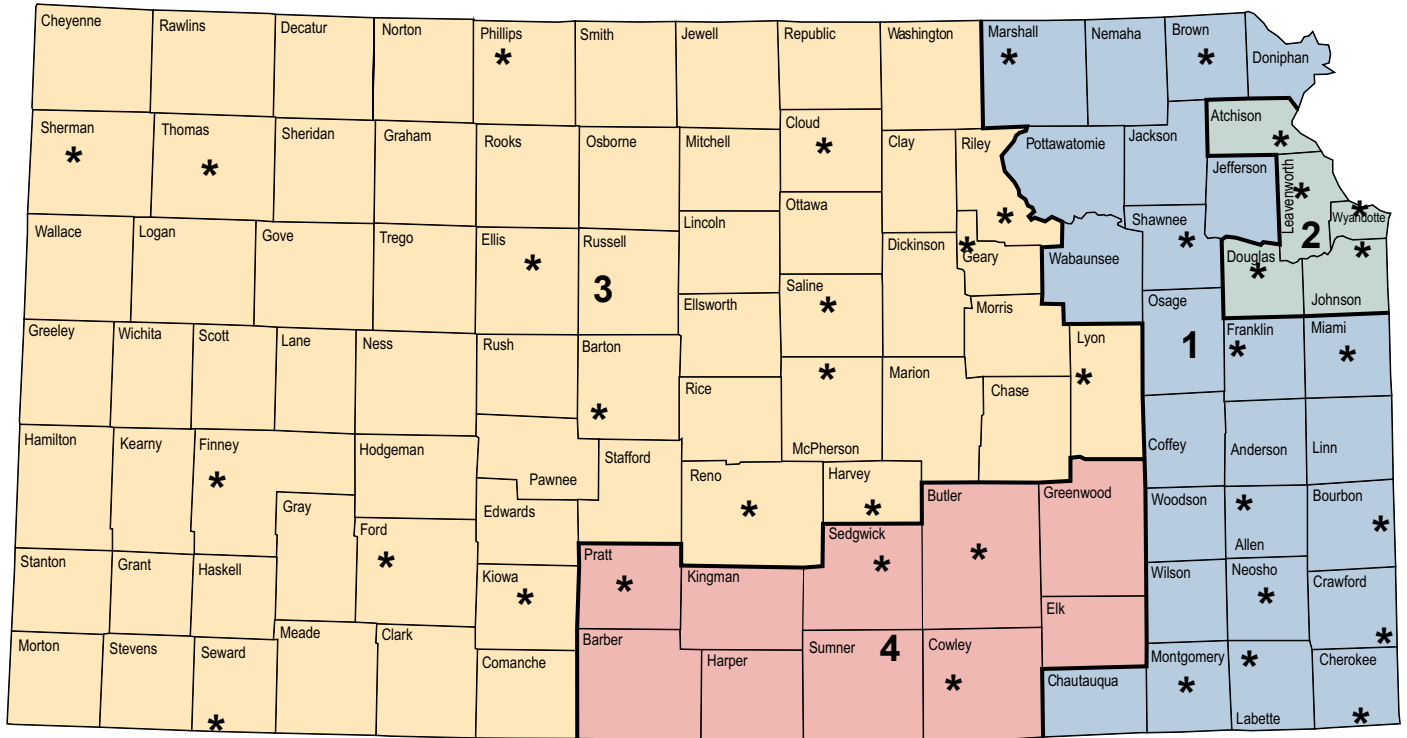 Cheyenne
Rawlins
Decatur
Norton
Phillips
*
Smith
Jewell
Republic
Washington
Marshall
*
Nemaha
Brown
*
Doniphan
Sherman
*
Thomas
*
Sheridan
Graham
Rooks
Osborne
Mitchell
Cloud
*
Clay
Riley
*
Pottawatomie
Jackson
Atchison
*
Jefferson
Leavenworth
*
Wyandotte
*
2
Wallace
Logan
Gove
Trego
Ellis
*
Russell
3
Lincoln
Ottawa
Dickinson
*
Geary
Wabaunsee
Shawnee
*
Douglas
*
Johnson
*
Ellsworth
Saline
*
Morris
Osage
1
Greeley
Wichita
Scott
Lane
Ness
Rush
Barton
*
Rice
McPherson
*
Marion
Chase
Lyon
*
Franklin
*
Miami
*
Hamilton
Kearny
Finney
*
Hodgeman
Pawnee
Stafford
Reno
*
Harvey
*
Coffey
Anderson
Linn
Gray
Ford
*
Edwards
Butler
*
Greenwood
Woodson
*
Allen
Bourbon
*
Stanton
Grant
Haskell
Kiowa
*
Pratt
*
Kingman
Sedgwick
*
Elk
Wilson
Neosho
*
Crawford
*
Morton
Stevens
Seward
*
Meade
Clark
Comanche
Barber
Harper
Sumner
4
Cowley
*
Chautauqua
Montgomery
*
*
Labette
Cherokee
*